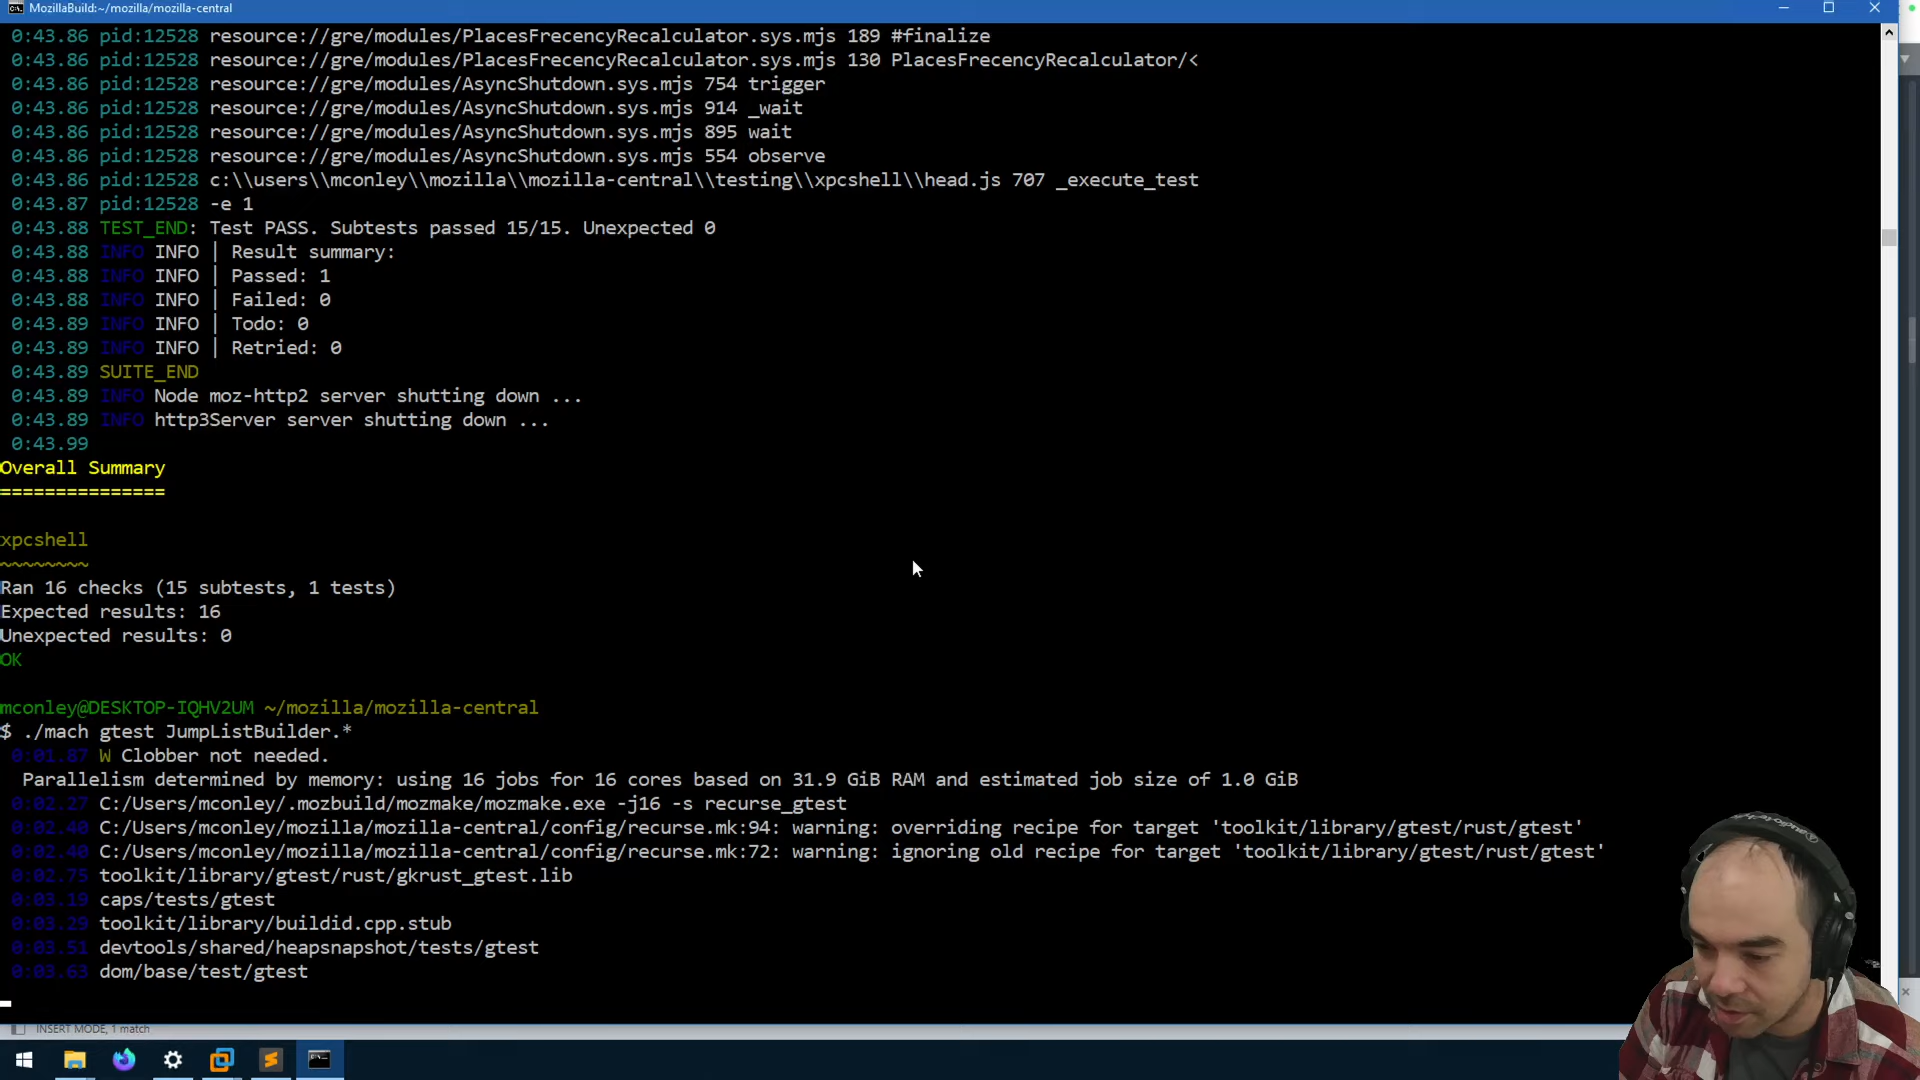 MozillaBuild:~/mozilla/mozilla-central
0:43.86 pid:12528 resource://gre/modules/PlacesFrecencyRecalculator.sys.mjs 189 #finalize
0:43.86 pid:12528 resource://gre/modules/PlacesFrecencyRecalculator.sys.mjs 130 PlacesFrecencyRecalculator/<
0:43.86 pid:12528 resource://gre/modules/AsyncShutdown.sys.mjs 754 trigger
0:43.86 pid:12528 resource://gre/modules/AsyncShutdown.sys.mjs 914 _wait
0:43.86 pid:12528 resource://gre/modules/AsyncShutdown.sys.mjs 895 wait
0:43.86 pid:12528 resource://gre/modules/AsyncShutdown.sys.mjs 554 observe
0:43.86 pid:12528 c:\\users\\mconley\\mozilla\\mozilla-central\\testing\\xpcshell\\head.js 707 _execute_test
0:43.87 pid:12528 -e 1
0:43.88 TEST_END: Test PASS. Subtests passed 15/15. Unexpected 0
0:43.88 INFO INFO | Result summary:
0:43.88 INFO INFO | Passed: 1
0:43.88 INFO INFO | Failed: 0
0:43.89 INFO INFO | Todo: 0
0:43.89 INFO INFO | Retried: 0
0:43.89 SUITE_END
0:43.89 INFO Node moz-http2 server shutting down ...
0:43.89 INFO http3Server server shutting down ...
0:43.99
Overall Summary
===============
xpcshell
~~~~~~~~
Ran 16 checks (15 subtests, 1 tests)
Expected results: 16
Unexpected results: 0
OK
mconley@DESKTOP-IQHV2UM ~/mozilla/mozilla-central
$ ./mach gtest JumpListBuilder.*
0:01.87 W Clobber not needed.
Parallelism determined by memory: using 16 jobs for 16 cores based on 31.9 GiB RAM and estimated job size of 1.0 GiB
0:02.27 C:/Users/mconley/.mozbuild/mozmake/mozmake.exe -j16 -s recurse_gtest
0:02.40 C:/Users/mconley/mozilla/mozilla-central/config/recurse.mk:94: warning: overriding recipe for target 'toolkit/library/gtest/rust/gtest'
0:02.40 C:/Users/mconley/mozilla/mozilla-central/config/recurse.mk:72: warning: ignoring old recipe for target 'toolkit/library/gtest/rust/gtest'
0:02.75 toolkit/library/gtest/rust/gkrust_gtest.lib
0:03.19 caps/tests/gtest
0:03.29 toolkit/library/buildid.cpp.stub
0:03.51 devtools/shared/heapsnapshot/tests/gtest
0:03.63 dom/base/test/gtest
INSERT MODE, 1 match